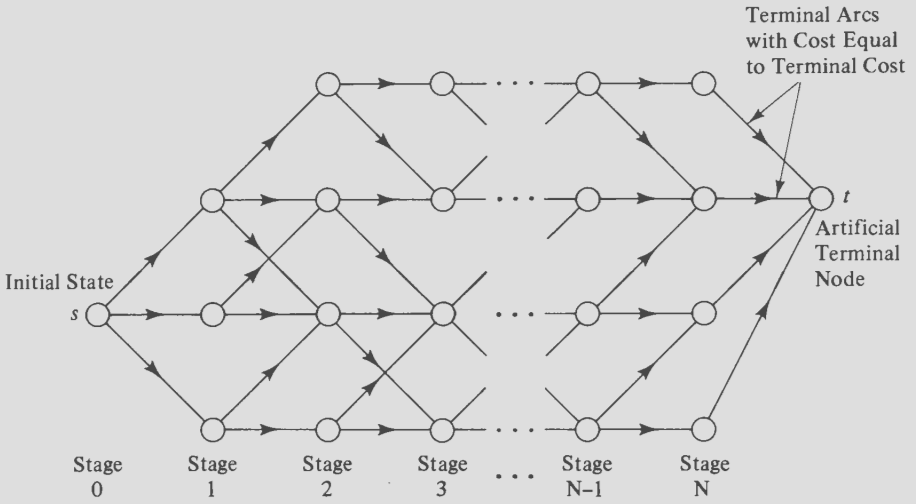 Terminal Arcs
with Cost Equal
to Terminal Cost
. . .
t
. . .
Artificial
Terminal
Node
Initial State
s
. . .
. . .
Stage Stage Stage Stage . . . Stage Stage
0 1 2 3 N–1 N